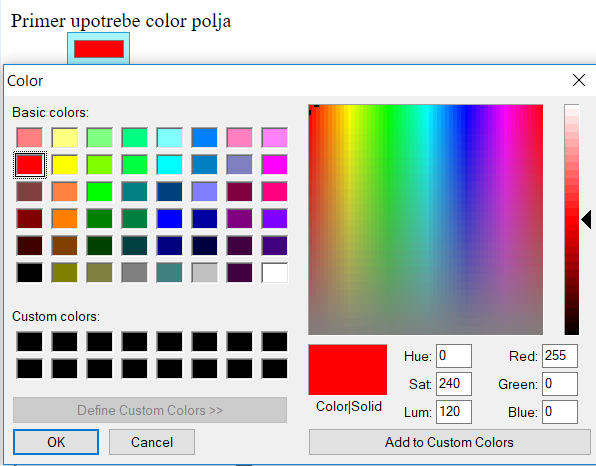 Primer upotrebe color polja
Color
Basic colors:
Custom colors:
Define Custom Colors >>
OK
Cancel
Color|Solid
Hue: 0
Sat: 240
Lum: 120
Red: 255
Green: 0
Blue: 0
Add to Custom Colors